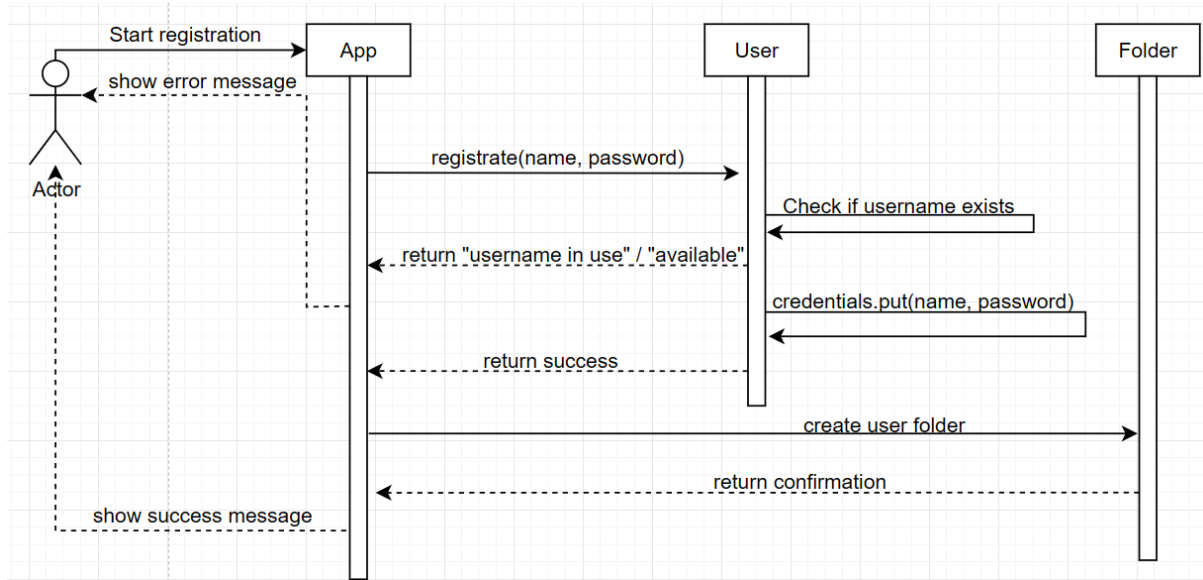 Start registration
App
User
Folder
show error message
registrate(name, password)
Actor
Check if username exists
return "username in use" / "available"
credentials.put(name, password)
return success
create user folder
return confirmation
show success message